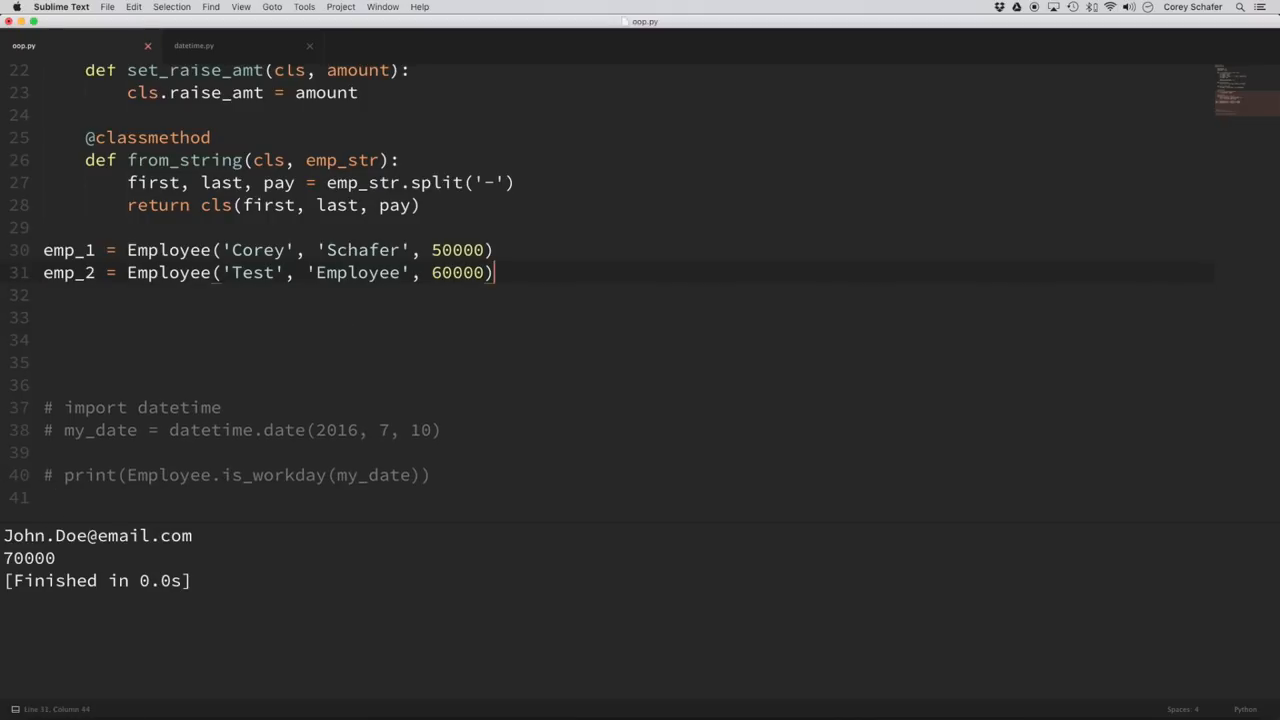 Sublime Text File Edit Selection Find View Goto Tools Project Window Help Corey Schafer
oop.py
oop.py datetime.py
22 def set_raise_amt(cls, amount):
23 cls.raise_amt = amount
24
25 @classmethod
26 def from_string(cls, emp_str):
27 first, last, pay = emp_str.split('-')
28 return cls(first, last, pay)
29
30 emp_1 = Employee('Corey', 'Schafer', 50000)
31 emp_2 = Employee('Test', 'Employee', 60000)
32
33
34
35
36
37 # import datetime
38 # my_date = datetime.date(2016, 7, 10)
39
40 # print(Employee.is_workday(my_date))
41
John.Doe@email.com
70000
[Finished in 0.0s]
Line 31, Column 44 Spaces: 4 Python